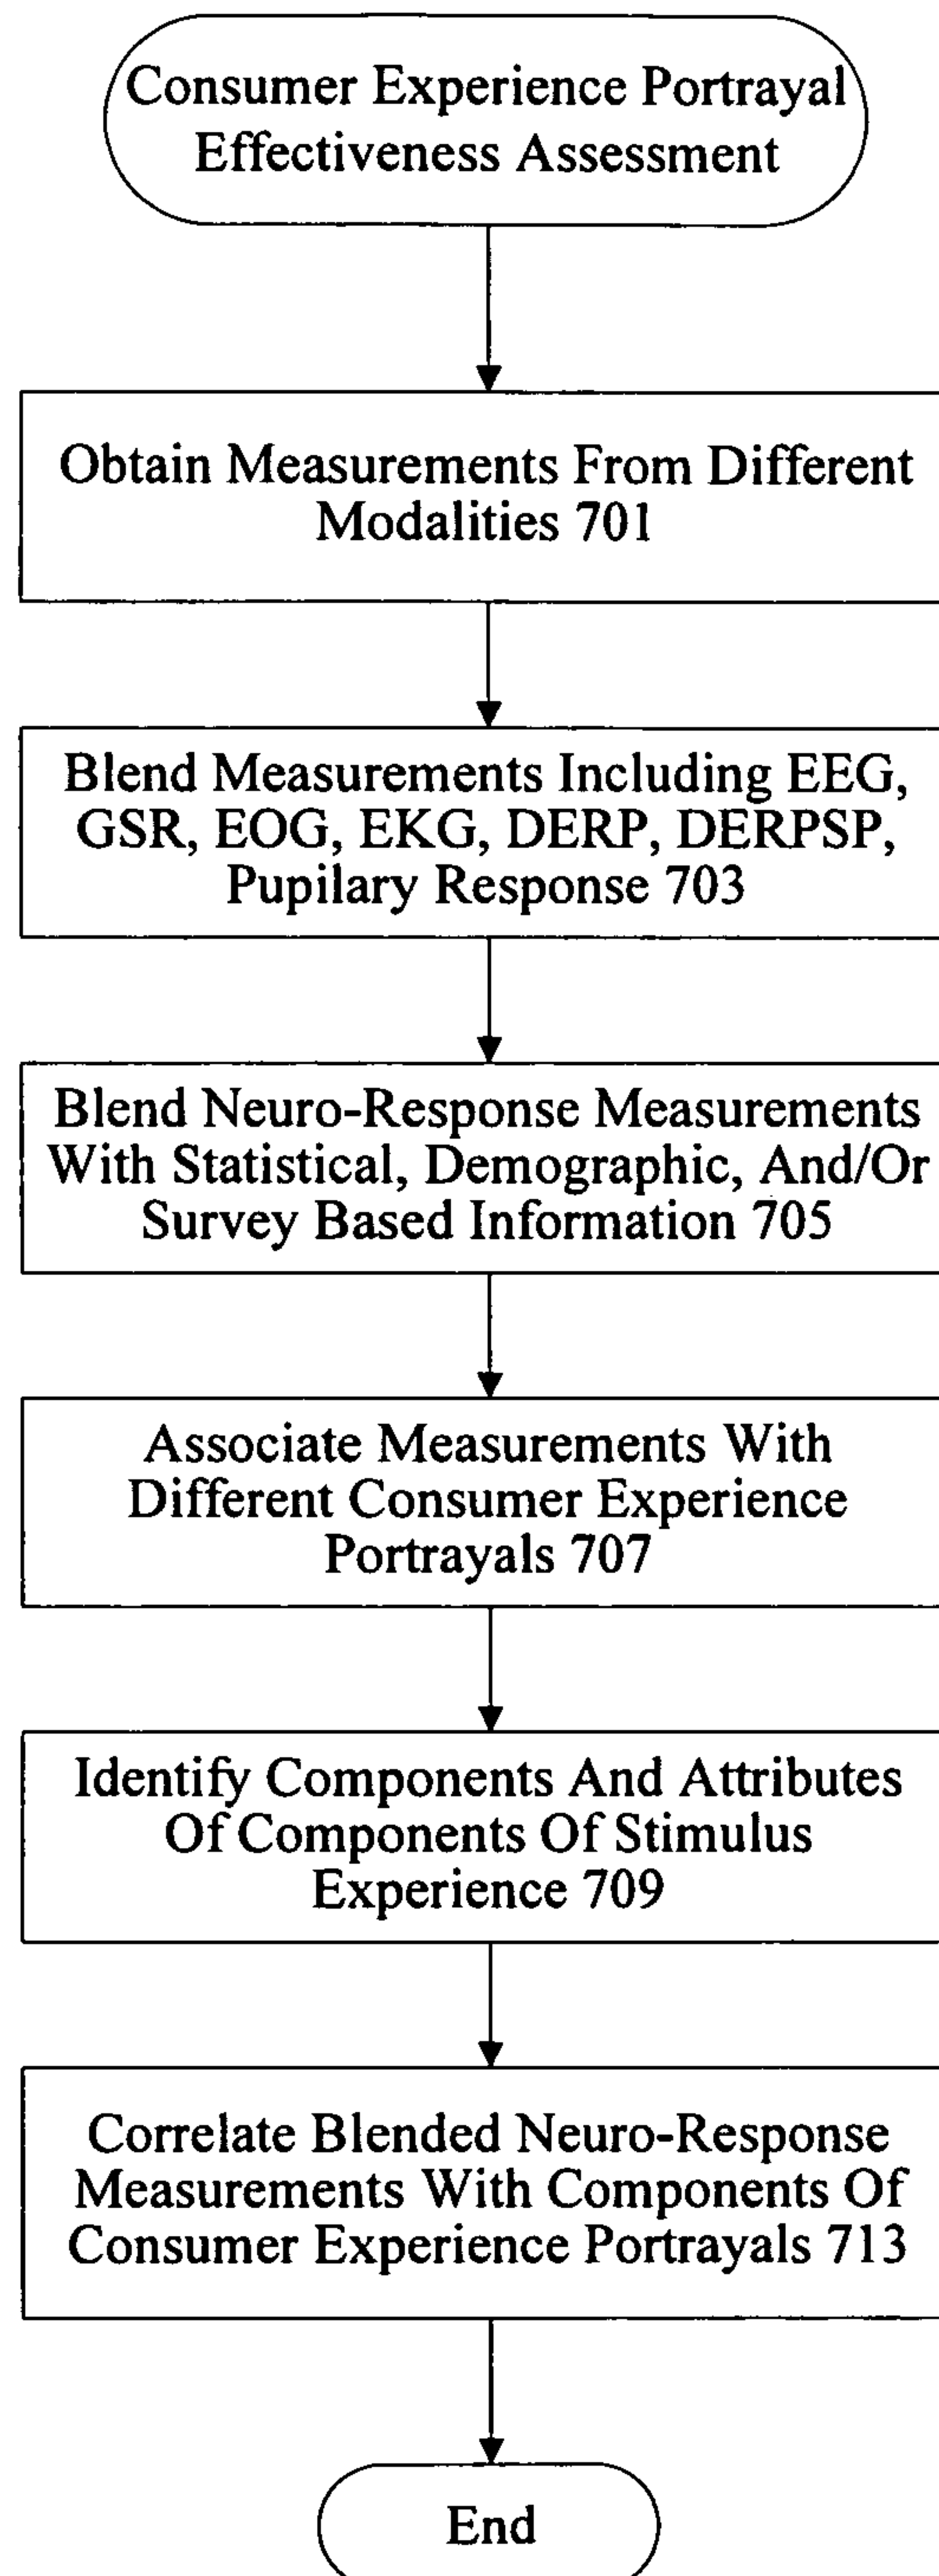 Consumer Experience Portrayal
Effectiveness Assessment
Obtain Measurements From Different
Modalities 701
Blend Measurements Including EEG,
GSR, EOG, EKG, DERP, DERPSP,
Pupilary Response 703
Blend Neuro-Response Measurements
With Statistical, Demographic, And/Or
Survey Based Information 705
Associate Measurements With
Different Consumer Experience
Portrayals 707
Identify Components And Attributes
Of Components Of Stimulus
Experience 709
Correlate Blended Neuro-Response
Measurements With Components Of
Consumer Experience Portrayals 713
End